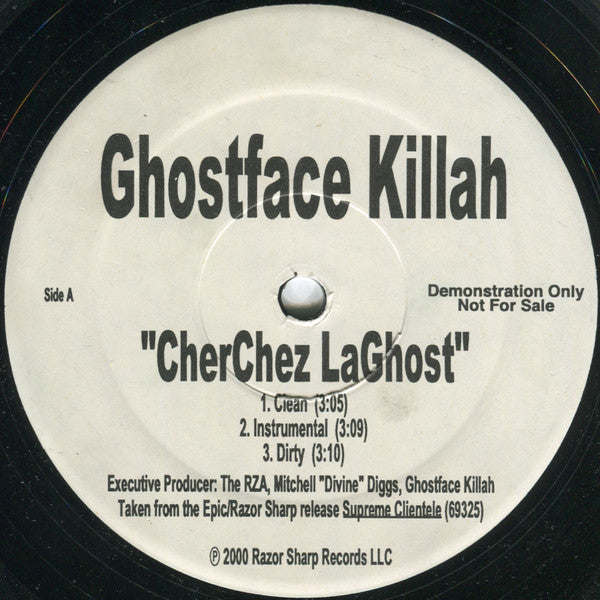 Ghostface Killah
Side A
Demonstration Only
Not For Sale
"CherChez LaGhost"
1. Clean (3:05)
2. Instrumental (3:09)
3. Dirty (3:10)
Executive Producer: The RZA, Mitchell "Divine" Diggs, Ghostface Killah
Taken from the Epic/Razor Sharp release Supreme Clientele (69325)
℗ 2000 Razor Sharp Records LLC